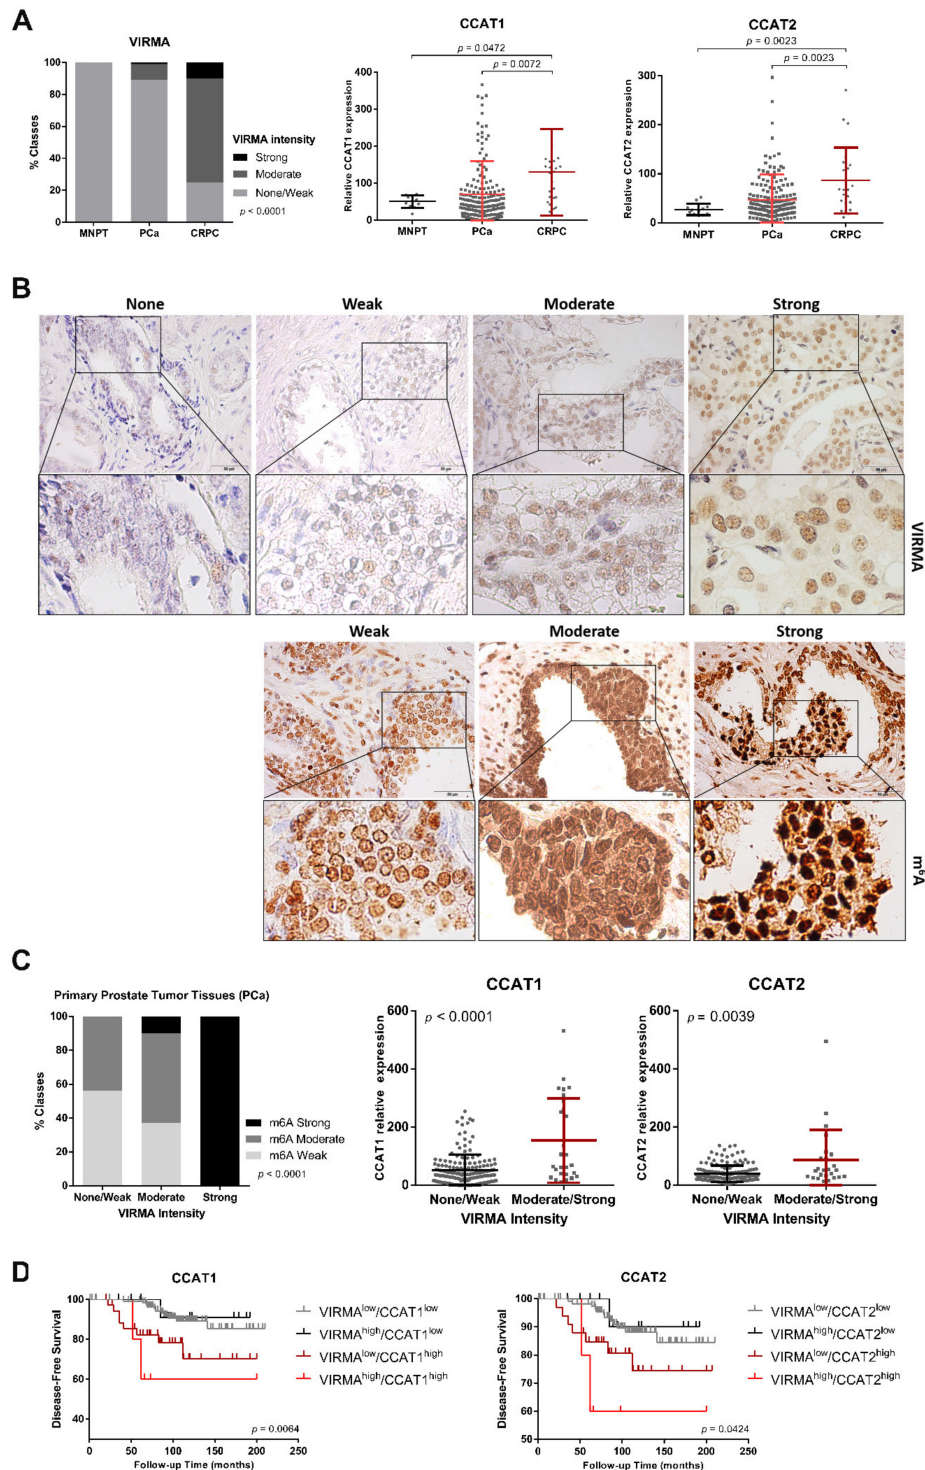 A
VIRMA
100
80
60
40
20
0
% Classes
MNPT
PCa
CRPC
VIRMA intensity
Strong
Moderate
None/Weak
p < 0.0001
CCAT1
p = 0.0472
p = 0.0072
400
300
200
100
0
Relative CCAT1 expression
MNPT
PCa
CRPC
CCAT2
p = 0.0023
p = 0.0023
300
200
100
0
Relative CCAT2 expression
MNPT
PCa
CRPC
B
None
Weak
Moderate
Strong
VIRMA
Weak
Moderate
Strong
m⁶A
C
Primary Prostate Tumor Tissues (PCa)
100
80
60
40
20
0
% Classes
None/Weak
Moderate
Strong
VIRMA Intensity
m6A Strong
m6A Moderate
m6A Weak
p < 0.0001
CCAT1
p < 0.0001
600
400
200
0
CCAT1 relative expression
None/Weak
Moderate/Strong
VIRMA Intensity
CCAT2
p = 0.0039
600
400
200
0
CCAT2 relative expression
None/Weak
Moderate/Strong
VIRMA Intensity
D
CCAT1
100
80
60
40
Disease-Free Survival
0
50
100
150
200
250
Follow-up Time (months)
p = 0.0064
VIRMAˡᵒʷ/CCAT1ˡᵒʷ
VIRMAʰⁱᵍʰ/CCAT1ˡᵒʷ
VIRMAˡᵒʷ/CCAT1ʰⁱᵍʰ
VIRMAʰⁱᵍʰ/CCAT1ʰⁱᵍʰ
CCAT2
100
90
80
70
60
50
Disease-Free Survival
0
50
100
150
200
250
Follow-up Time (months)
p = 0.0424
VIRMAˡᵒʷ/CCAT2ˡᵒʷ
VIRMAʰⁱᵍʰ/CCAT2ˡᵒʷ
VIRMAˡᵒʷ/CCAT2ʰⁱᵍʰ
VIRMAʰⁱᵍʰ/CCAT2ʰⁱᵍʰ